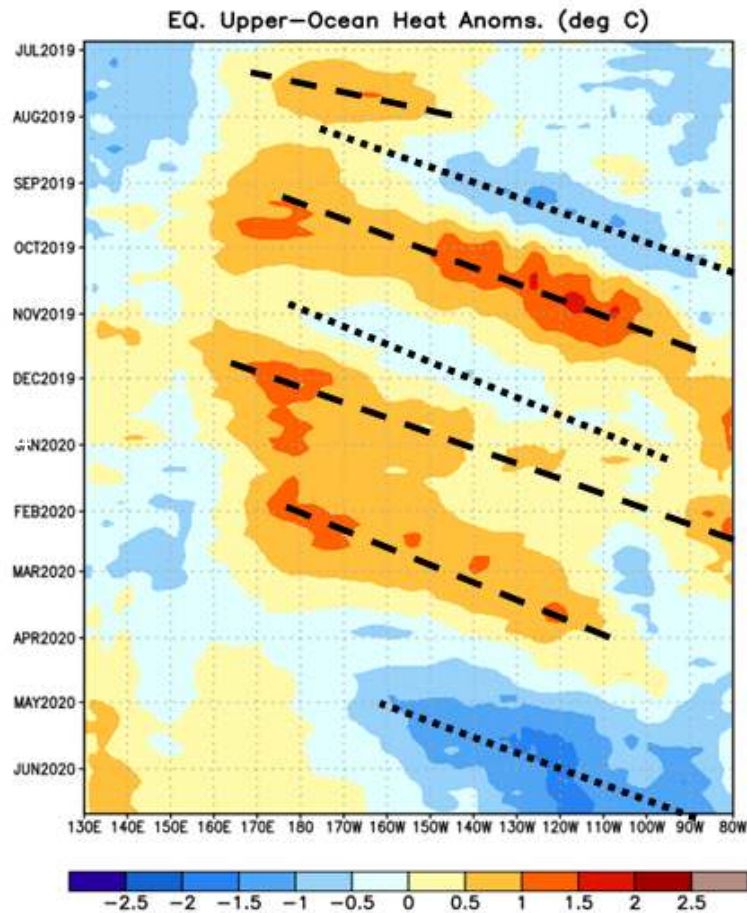 EQ. Upper-Ocean Heat Anoms. (deg C)
JUL2019
AUG2019
SEP2019
OCT2019
NOV2019
DEC2019
JAN2020
FEB2020
MAR2020
APR2020
MAY2020
JUN2020
130E 140E 150E 160E 170E 180 170W 160W 150W 140W 130W 120W 110W 100W 90W 80W
-2.5 -2 -1.5 -1 -0.5 0 0.5 1 1.5 2 2.5